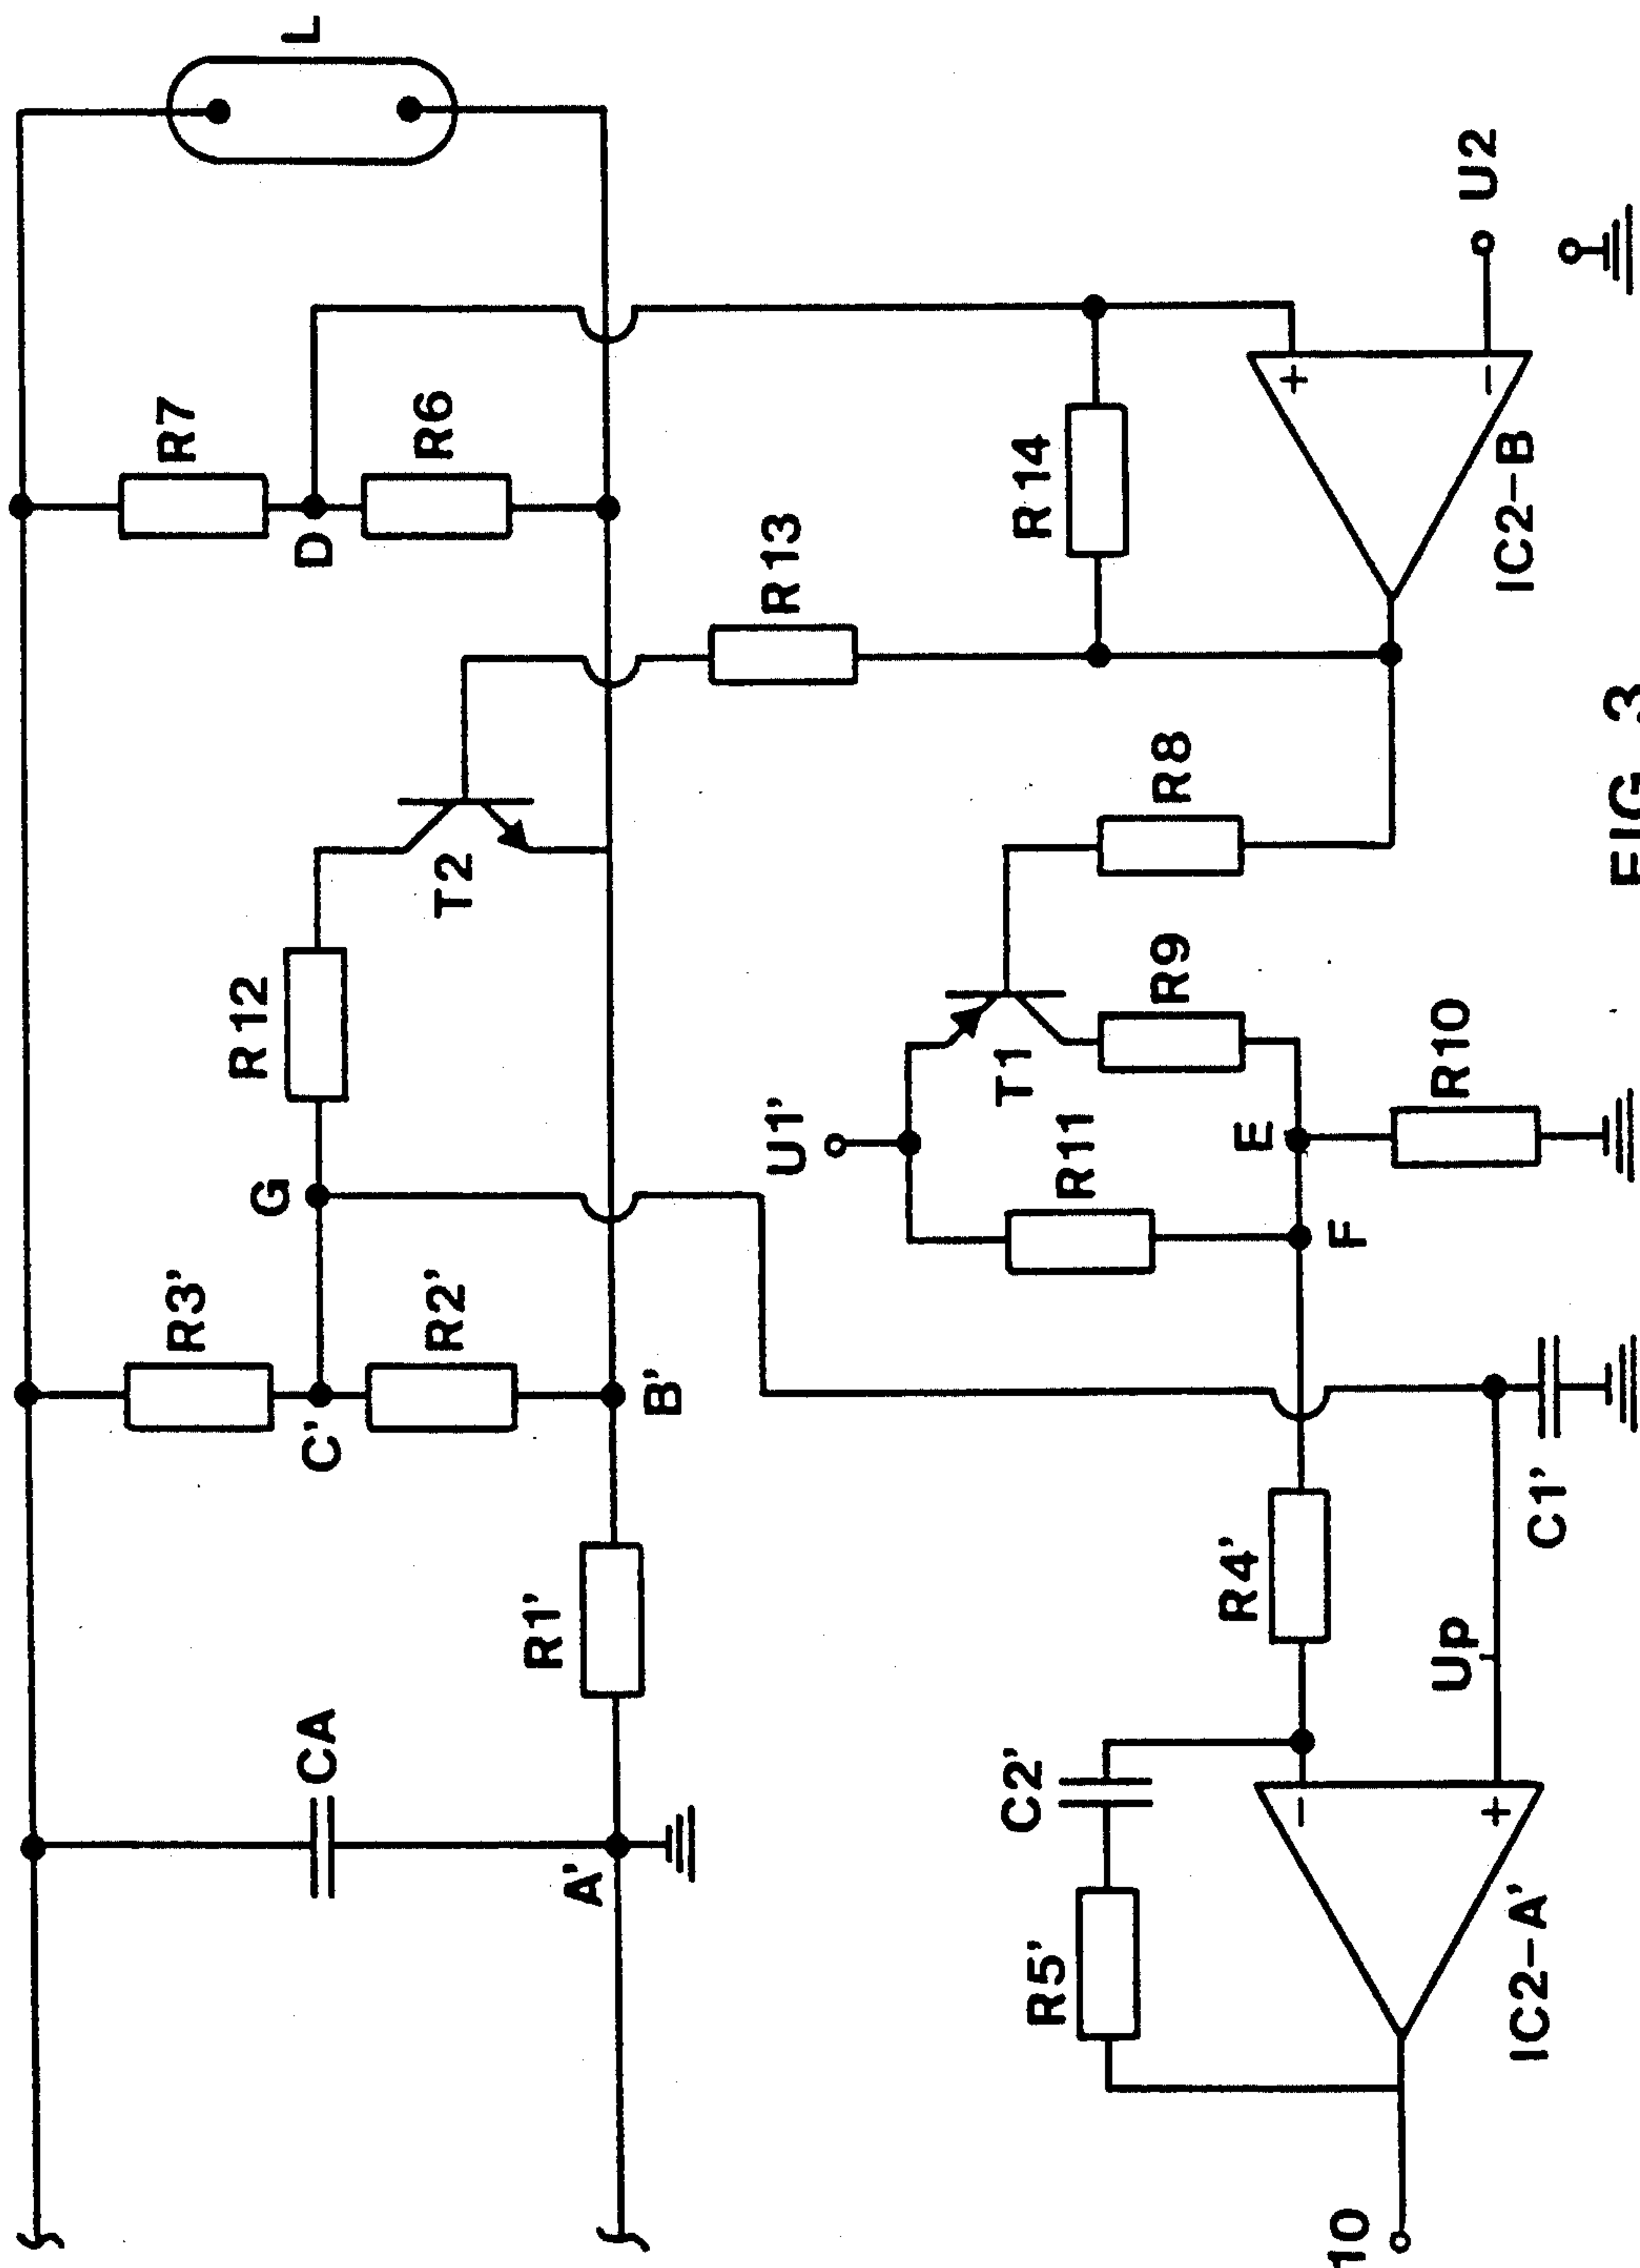 L
R7
D
R6
R12
T2
R13
R14
G
R3'
C'
R2'
B'
CA
A'
R1'
U1'
R11
T1
R8
R9
E
F
R10
U2
+
−
IC2–B
C2'
R5'
R4'
Up
C1'
−
+
IC2–A'
10
FIG. 3